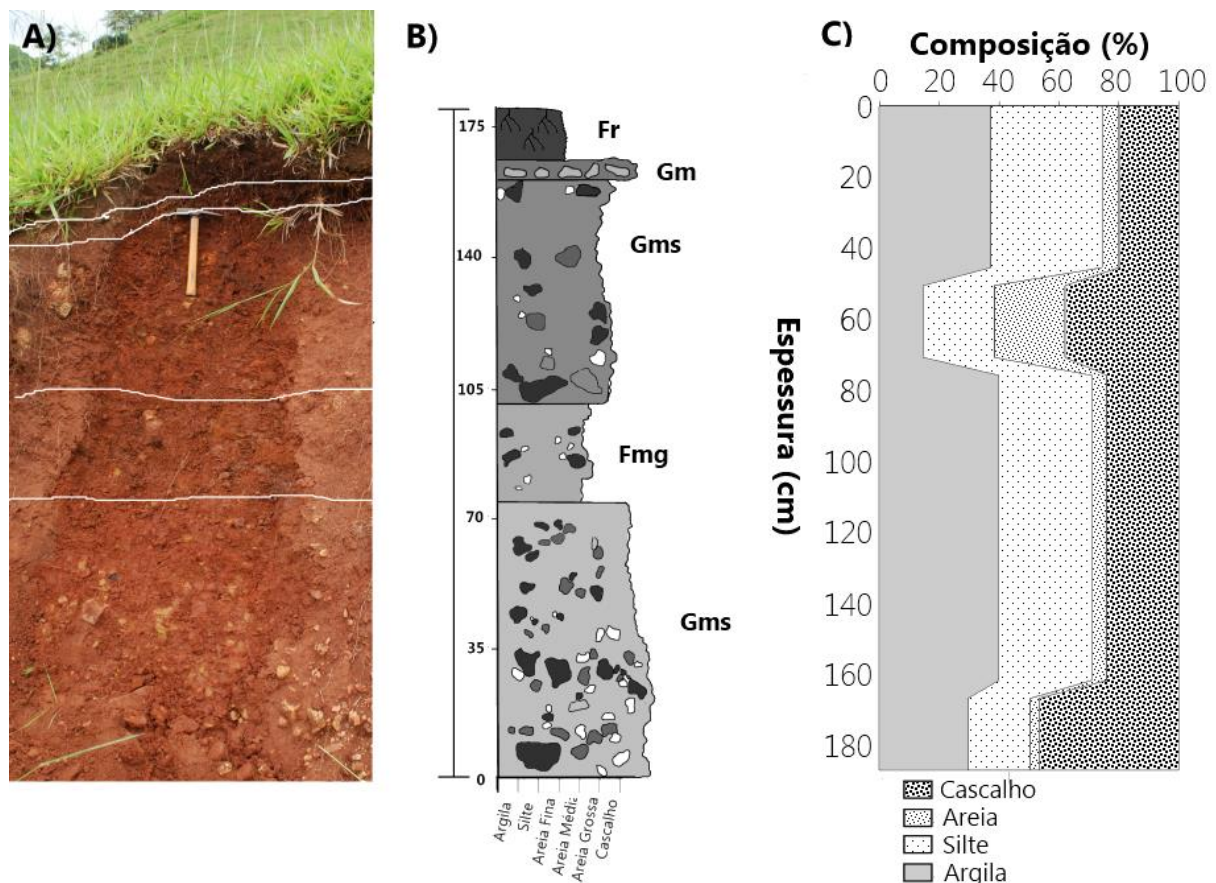 A)
B)
175
140
105
70
35
0
Fr
Gm
Gms
Fmg
Gms
Argila
Silte
Areia Fina
Areia Média
Areia Grossa
Cascalho
C)
Composição (%)
0 20 40 60 80 100
Espessura (cm)
0
20
40
60
80
100
120
140
160
180
Cascalho
Areia
Silte
Argila